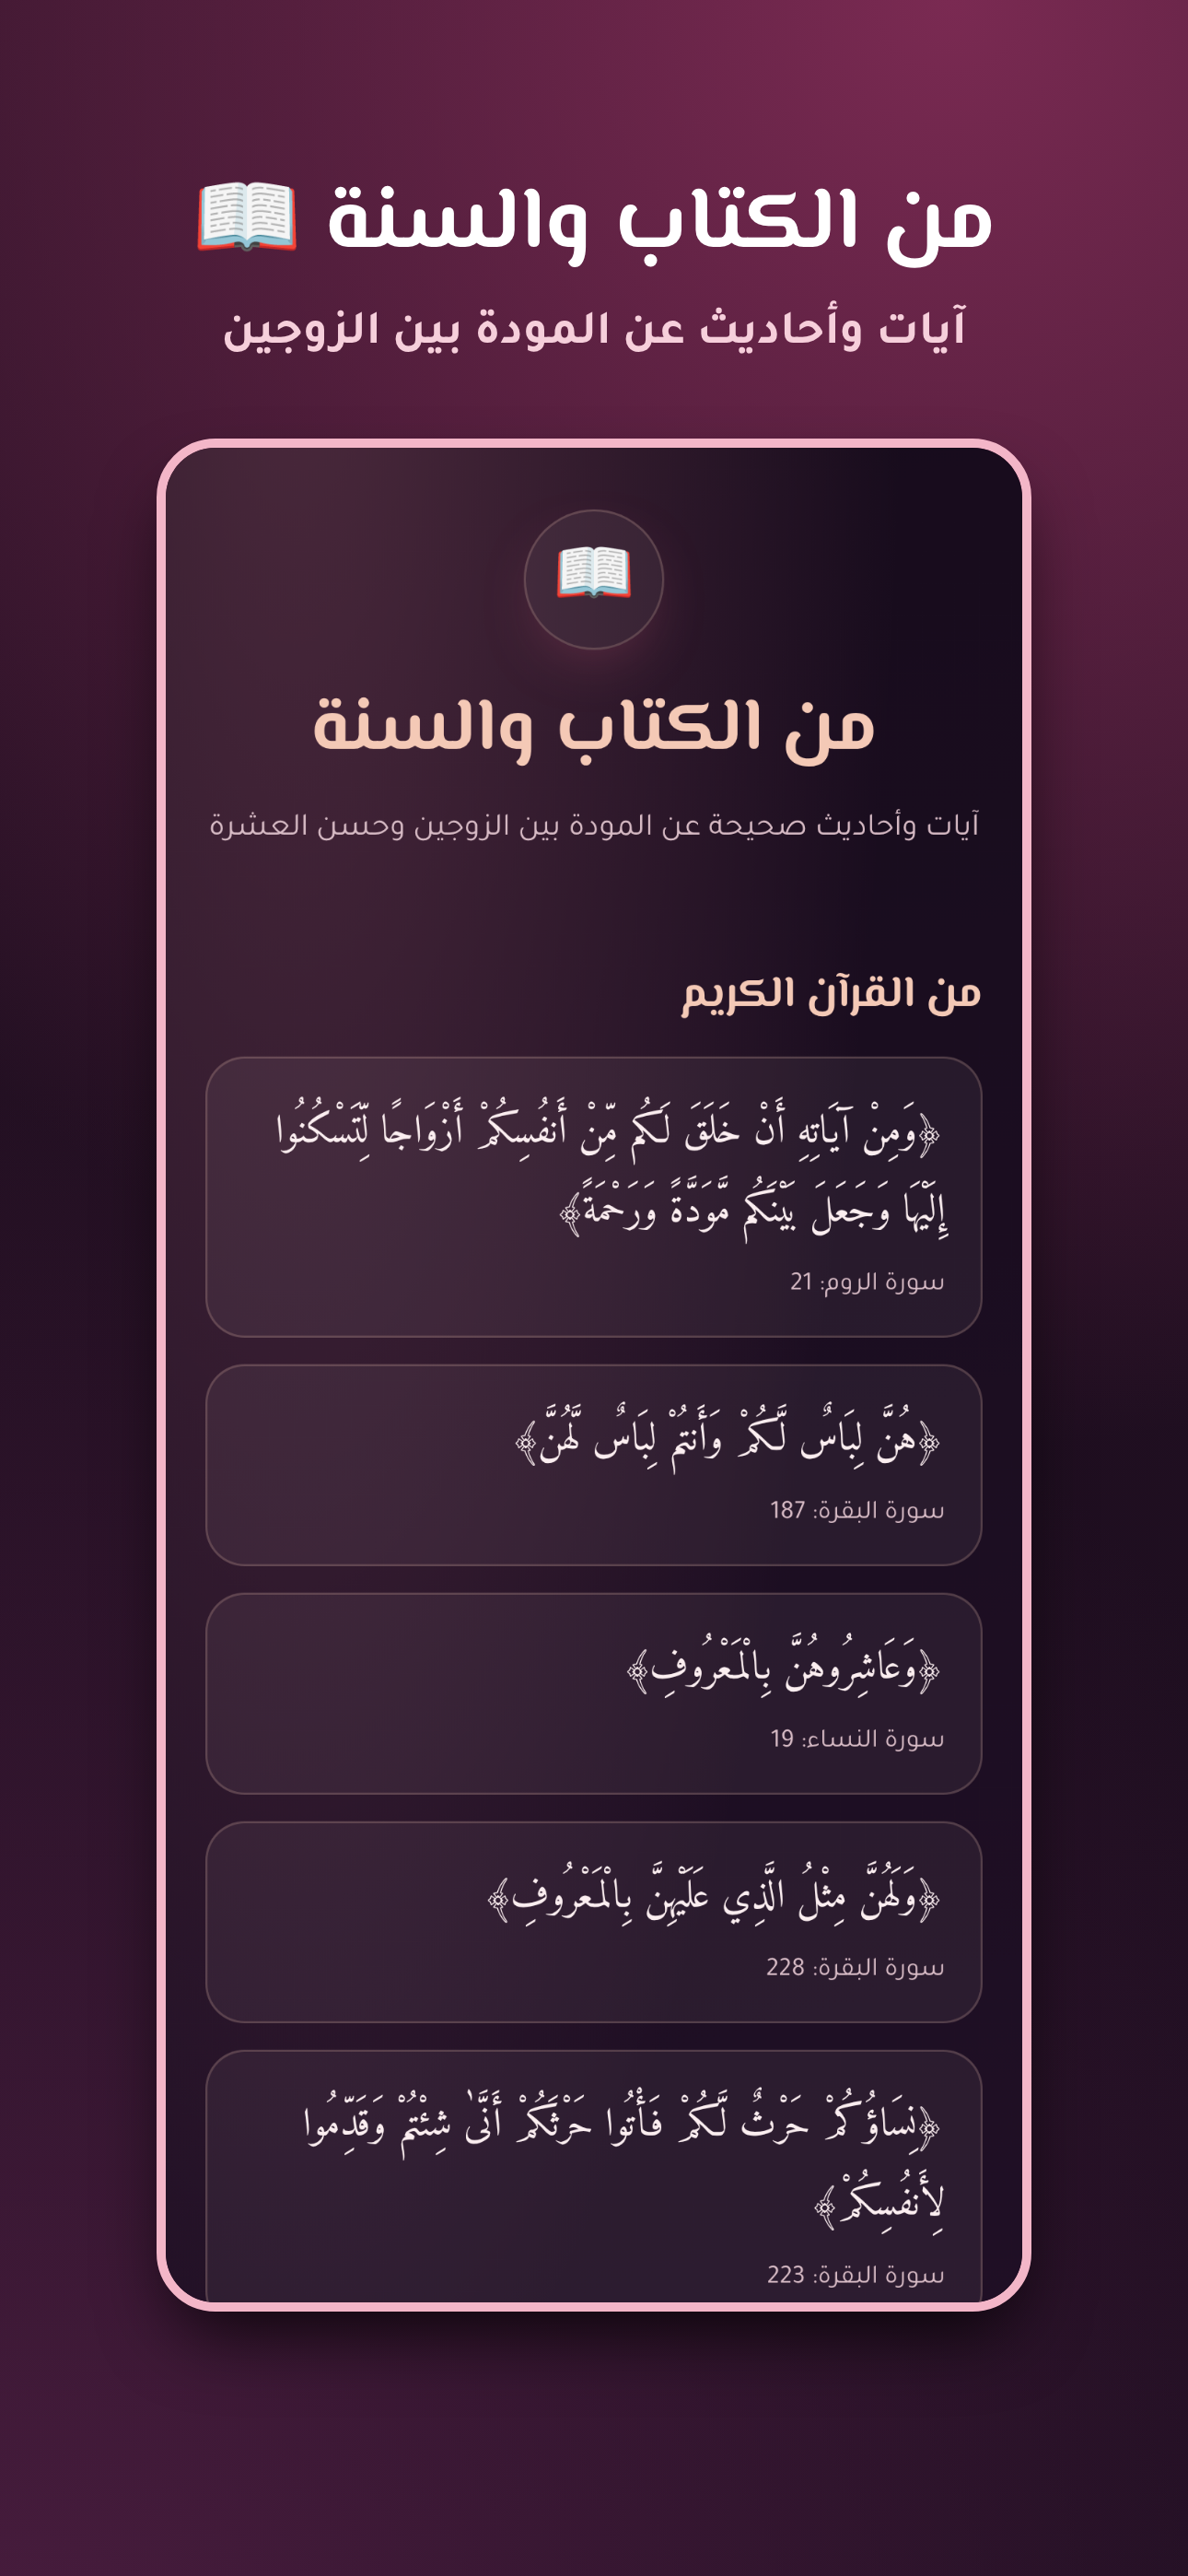 من الكتاب والسنة 📖
آيات وأحاديث عن المودة بين الزوجين
من الكتاب والسنة
آيات وأحاديث صحيحة عن المودة بين الزوجين وحسن العشرة
من القرآن الكريم
﴿وَمِنْ آيَاتِهِ أَنْ خَلَقَ لَكُم مِّنْ أَنفُسِكُمْ أَزْوَاجًا لِّتَسْكُنُوا
إِلَيْهَا وَجَعَلَ بَيْنَكُم مَّوَدَّةً وَرَحْمَةً﴾
سورة الروم: 21
﴿هُنَّ لِبَاسٌ لَّكُمْ وَأَنتُمْ لِبَاسٌ لَّهُنَّ﴾
سورة البقرة: 187
﴿وَعَاشِرُوهُنَّ بِالْمَعْرُوفِ﴾
سورة النساء: 19
﴿وَلَهُنَّ مِثْلُ الَّذِي عَلَيْهِنَّ بِالْمَعْرُوفِ﴾
سورة البقرة: 228
﴿نِسَاؤُكُمْ حَرْثٌ لَّكُمْ فَأْتُوا حَرْثَكُمْ أَنَّىٰ شِئْتُمْ وَقَدِّمُوا
لِأَنفُسِكُمْ﴾
سورة البقرة: 223